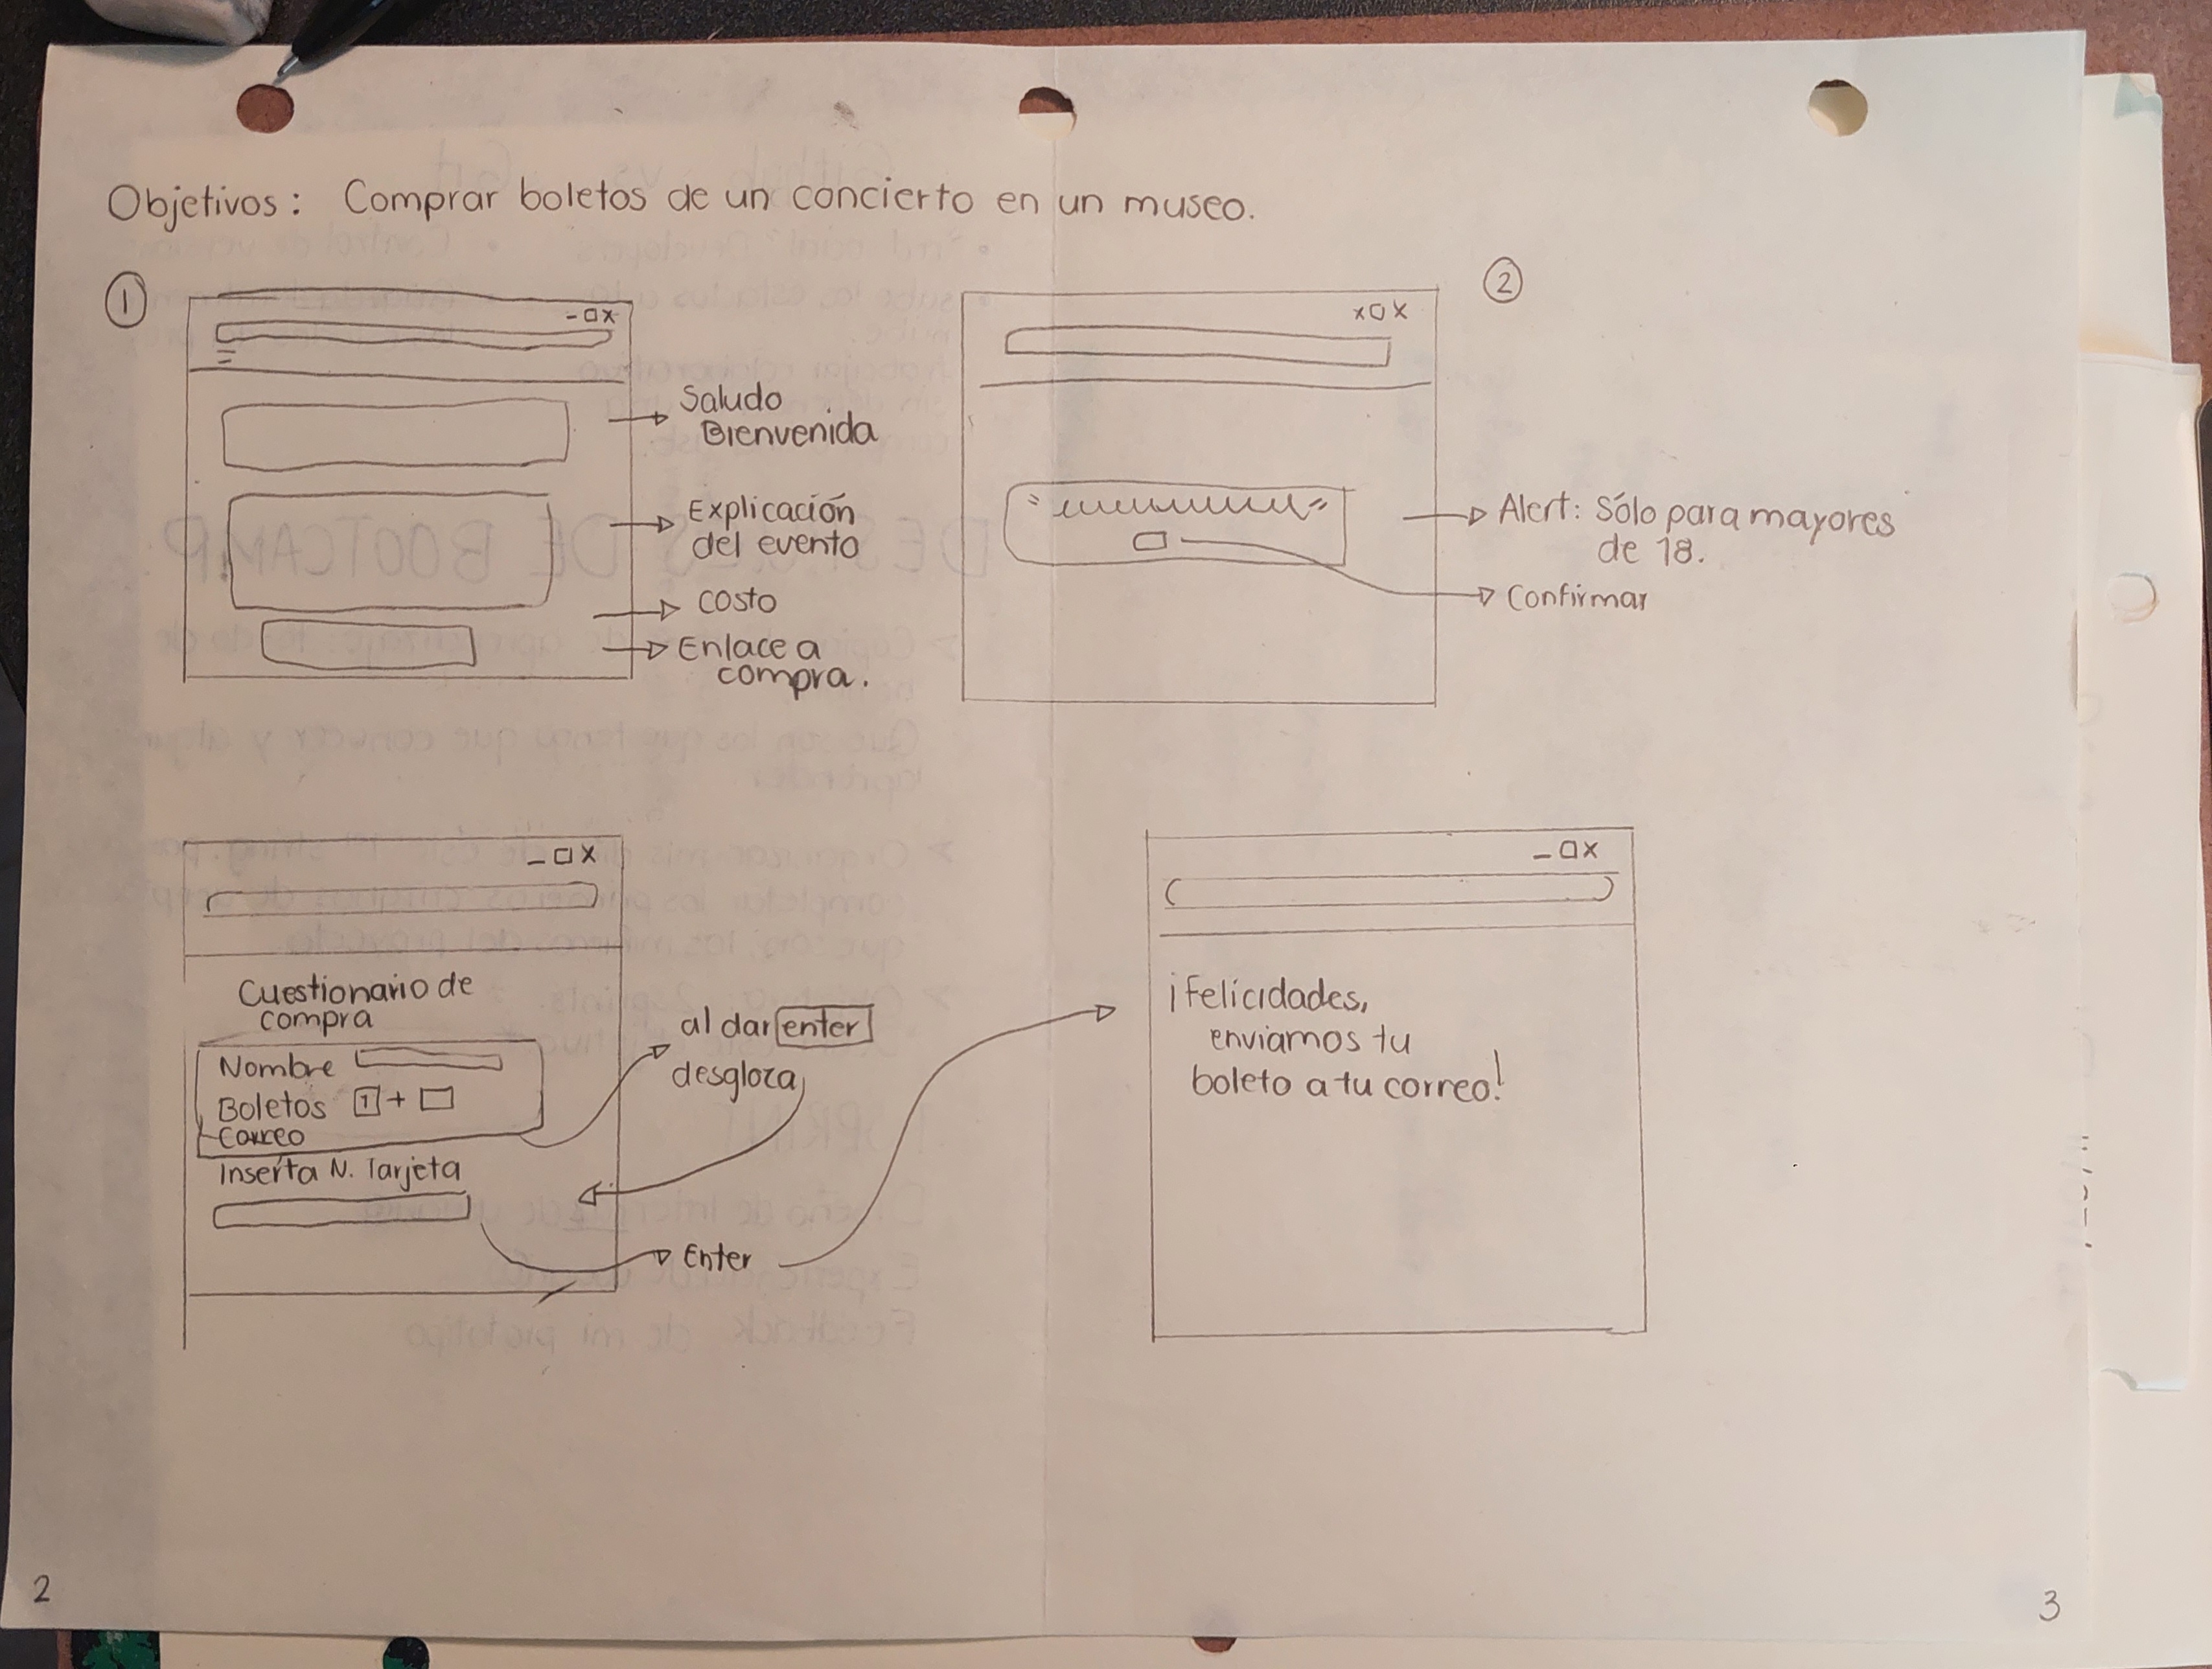 Objetivos: Comprar boletos de un concierto en un museo.
1
- □ x
Saludo
Bienvenida
Explicación
del evento
costo
Enlace a
compra.
2
x □ x
Alert: Sólo para mayores
de 18.
Confirmar
- □ x
Cuestionario de
compra
Nombre
Boletos 1 +
Correo
Inserta N. Tarjeta
al dar enter
desgloza
Enter
- □ x
¡Felicidades,
enviamos tu
boleto a tu correo!
2
3